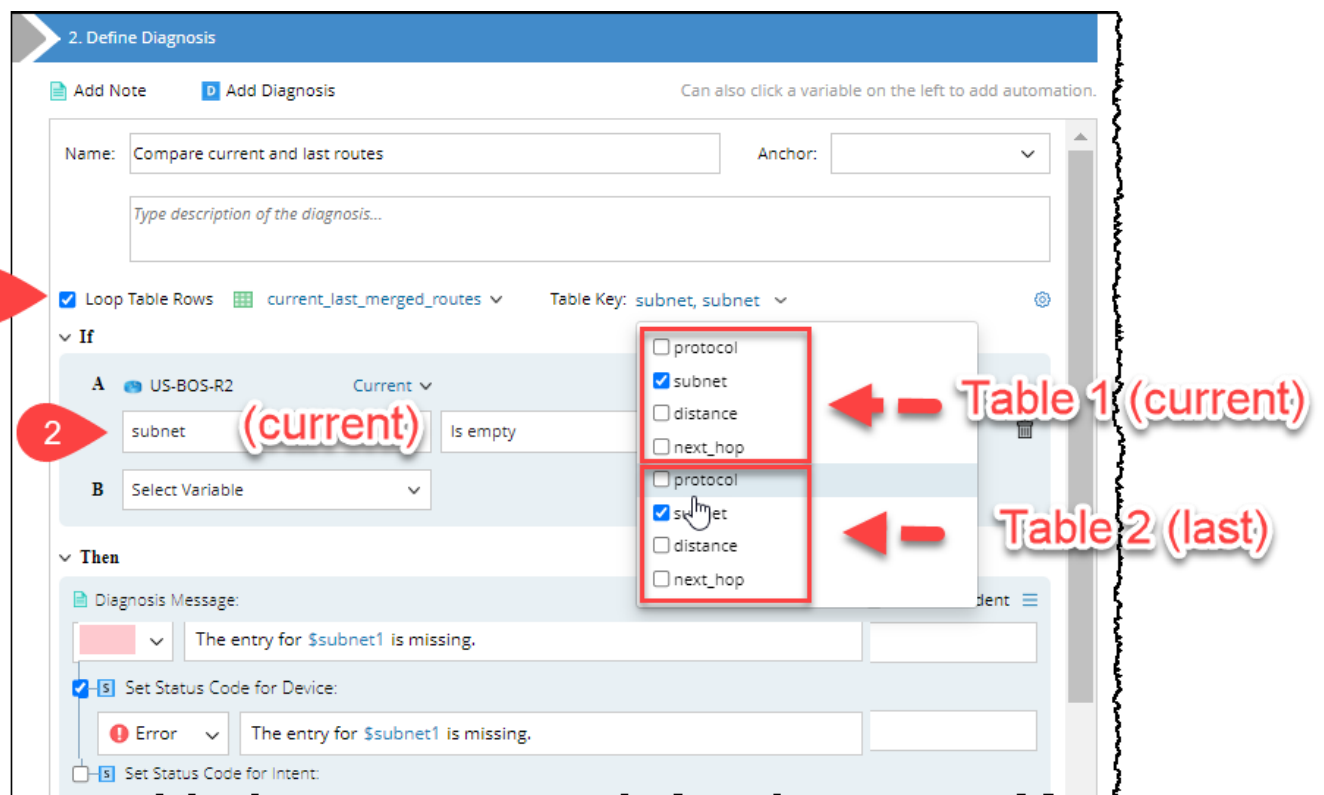 2. Define Diagnosis
Add Note D Add Diagnosis Can also click a variable on the left to add automation.
Name: Compare current and last routes Anchor:
Type description of the diagnosis...
Loop Table Rows current_last_merged_routes Table Key: subnet, subnet
If
protocol
A US-BOS-R2 Current subnet
distance Table 1 (current)
2 subnet (current) Is empty next_hop
protocol
B Select Variable
distance Table 2 (last)
Then next_hop
Diagnosis Message: dent
The entry for $subnet1 is missing.
S Set Status Code for Device:
Error The entry for $subnet1 is missing.
S Set Status Code for Intent: